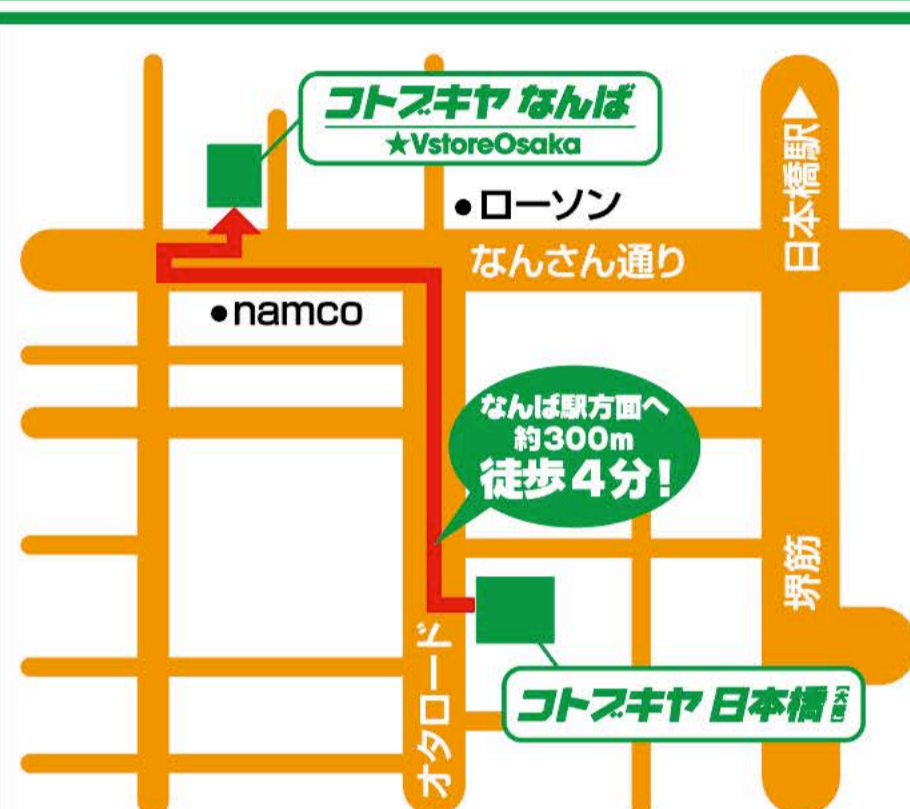 コトブキヤ なんば
★VstoreOsaka
日本橋駅▶
●ローソン
なんさん通り
●namco
なんば駅方面へ
約300m
徒歩4分!
堺筋
オタロード
コトブキヤ 日本橋